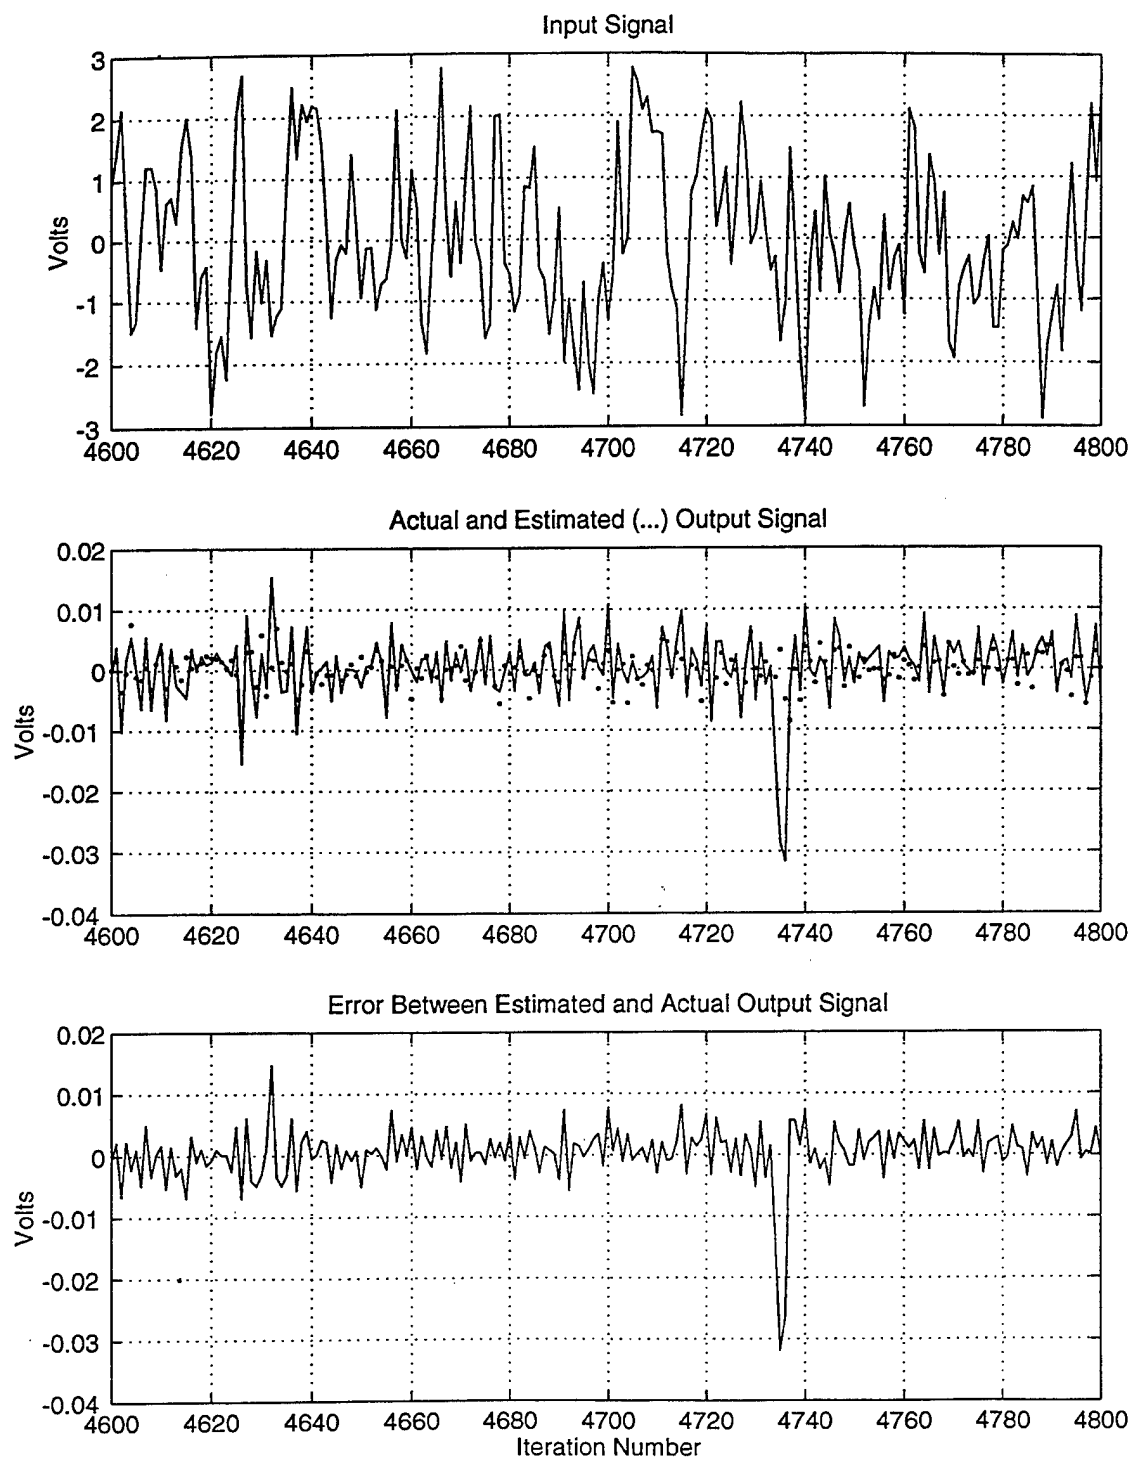 Input Signal
3
2
1
0
-1
-2
-3
Volts
4600 4620 4640 4660 4680 4700 4720 4740 4760 4780 4800
Actual and Estimated (...) Output Signal
0.02
0.01
0
-0.01
-0.02
-0.03
-0.04
Volts
4600 4620 4640 4660 4680 4700 4720 4740 4760 4780 4800
Error Between Estimated and Actual Output Signal
0.02
0.01
0
-0.01
-0.02
-0.03
-0.04
Volts
4600 4620 4640 4660 4680 4700 4720 4740 4760 4780 4800
Iteration Number